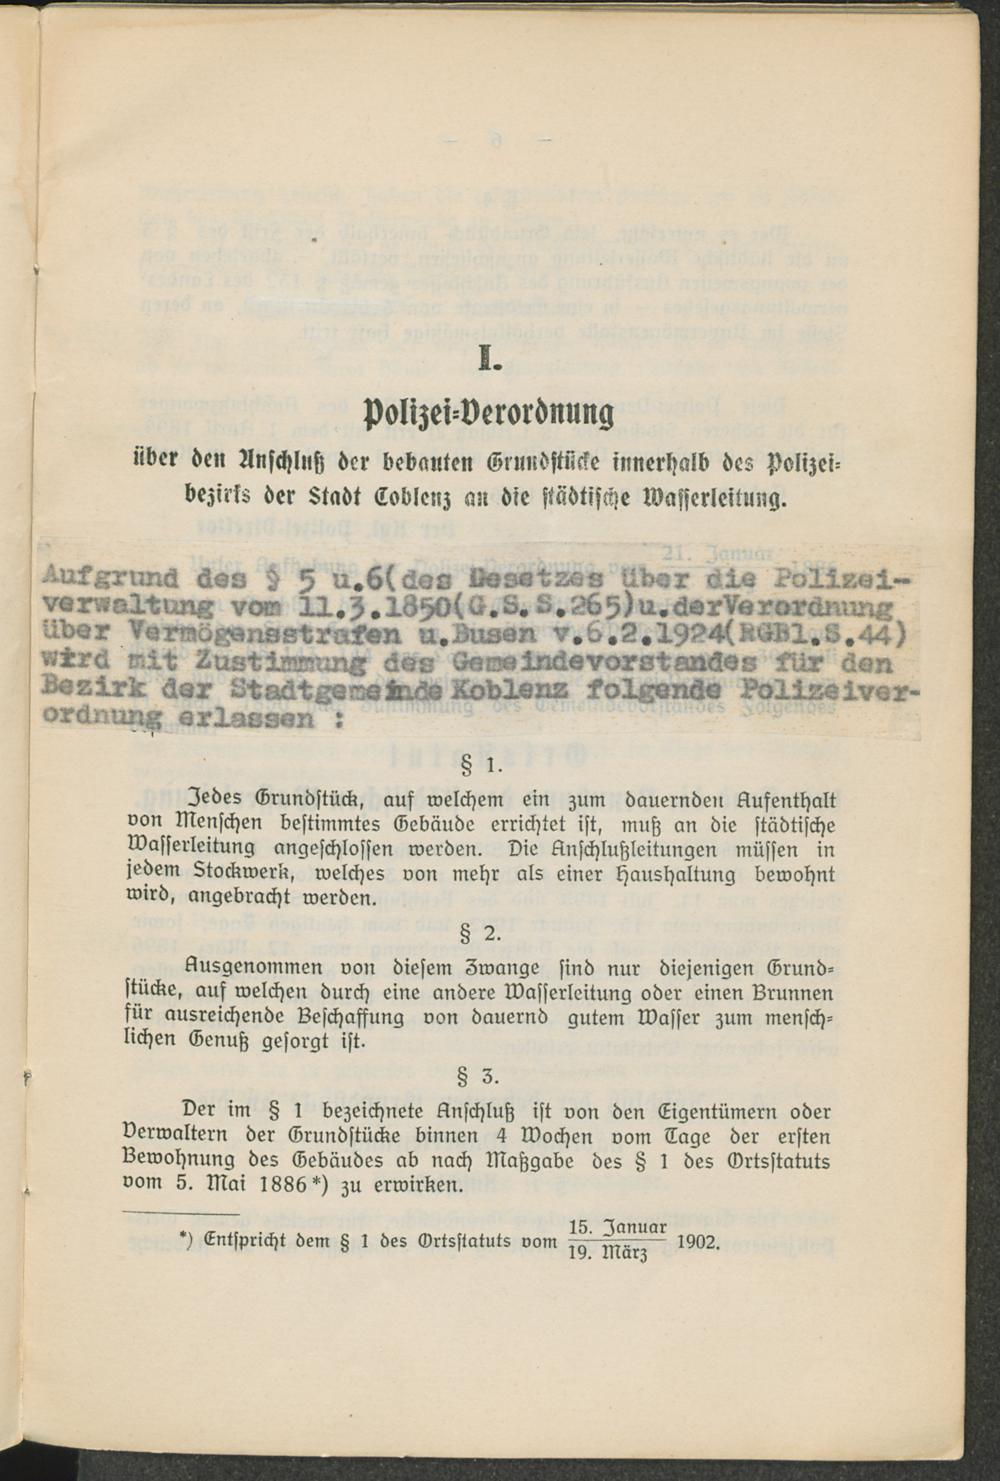 I.
Polizei-Verordnung
über den Anschluß der bebauten Grundstücke innerhalb des Polizei-
bezirks der Stadt Coblenz an die städtische Wasserleitung.
Aufgrund des § 5 u.6(des Gesetzes über die Polizei-
verwaltung vom 11.3.1850(G.S.S.265)u.derVerordnung
über Vermögensstrafen u.Busen v.6.2.1924(RGBl.S.44)
wird mit Zustimmung des Gemeindevorstandes für den
Bezirk der Stadtgemeinde Koblenz folgende Polizeiver-
ordnung erlassen :
§ 1.
Jedes Grundstück, auf welchem ein zum dauernden Aufenthalt
von Menschen bestimmtes Gebäude errichtet ist, muß an die städtische
Wasserleitung angeschlossen werden. Die Anschlußleitungen müssen in
jedem Stockwerk, welches von mehr als einer Haushaltung bewohnt
wird, angebracht werden.
§ 2.
Ausgenommen von diesem Zwange sind nur diejenigen Grund-
stücke, auf welchen durch eine andere Wasserleitung oder einen Brunnen
für ausreichende Beschaffung von dauernd gutem Wasser zum mensch-
lichen Genuß gesorgt ist.
§ 3.
Der im § 1 bezeichnete Anschluß ist von den Eigentümern oder
Verwaltern der Grundstücke binnen 4 Wochen vom Tage der ersten
Bewohnung des Gebäudes ab nach Maßgabe des § 1 des Ortsstatuts
vom 5. Mai 1886*) zu erwirken.
*) Entspricht dem § 1 des Ortsstatuts vom 15. Januar / 19. März 1902.